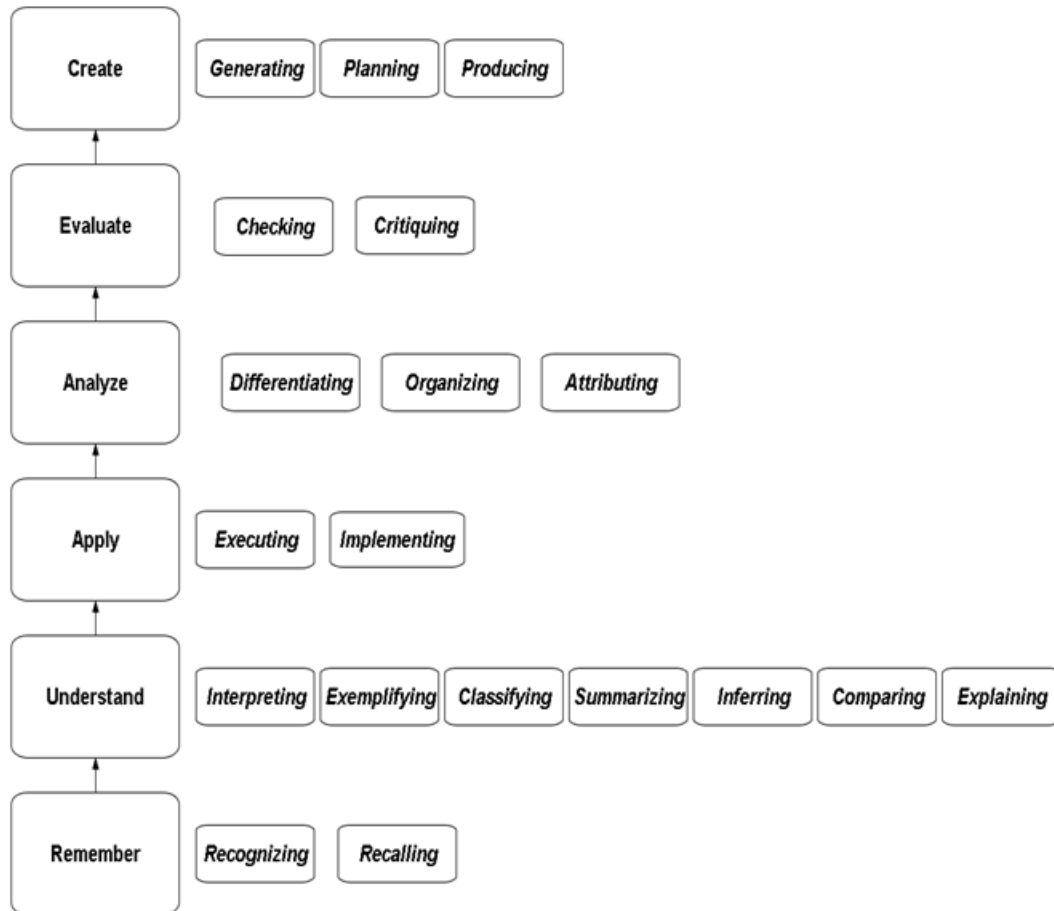 Create
Generating Planning Producing
Evaluate
Checking Critiquing
Analyze
Differentiating Organizing Attributing
Apply
Executing Implementing
Understand
Interpreting Exemplifying Classifying Summarizing Inferring Comparing Explaining
Remember
Recognizing Recalling